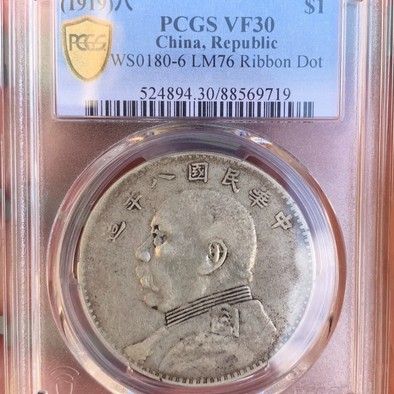 (1919)八 $1
PCGS
PCGS VF30
China, Republic
WS0180-6 LM76 Ribbon Dot
524894.30/88569719
中華民國八年造